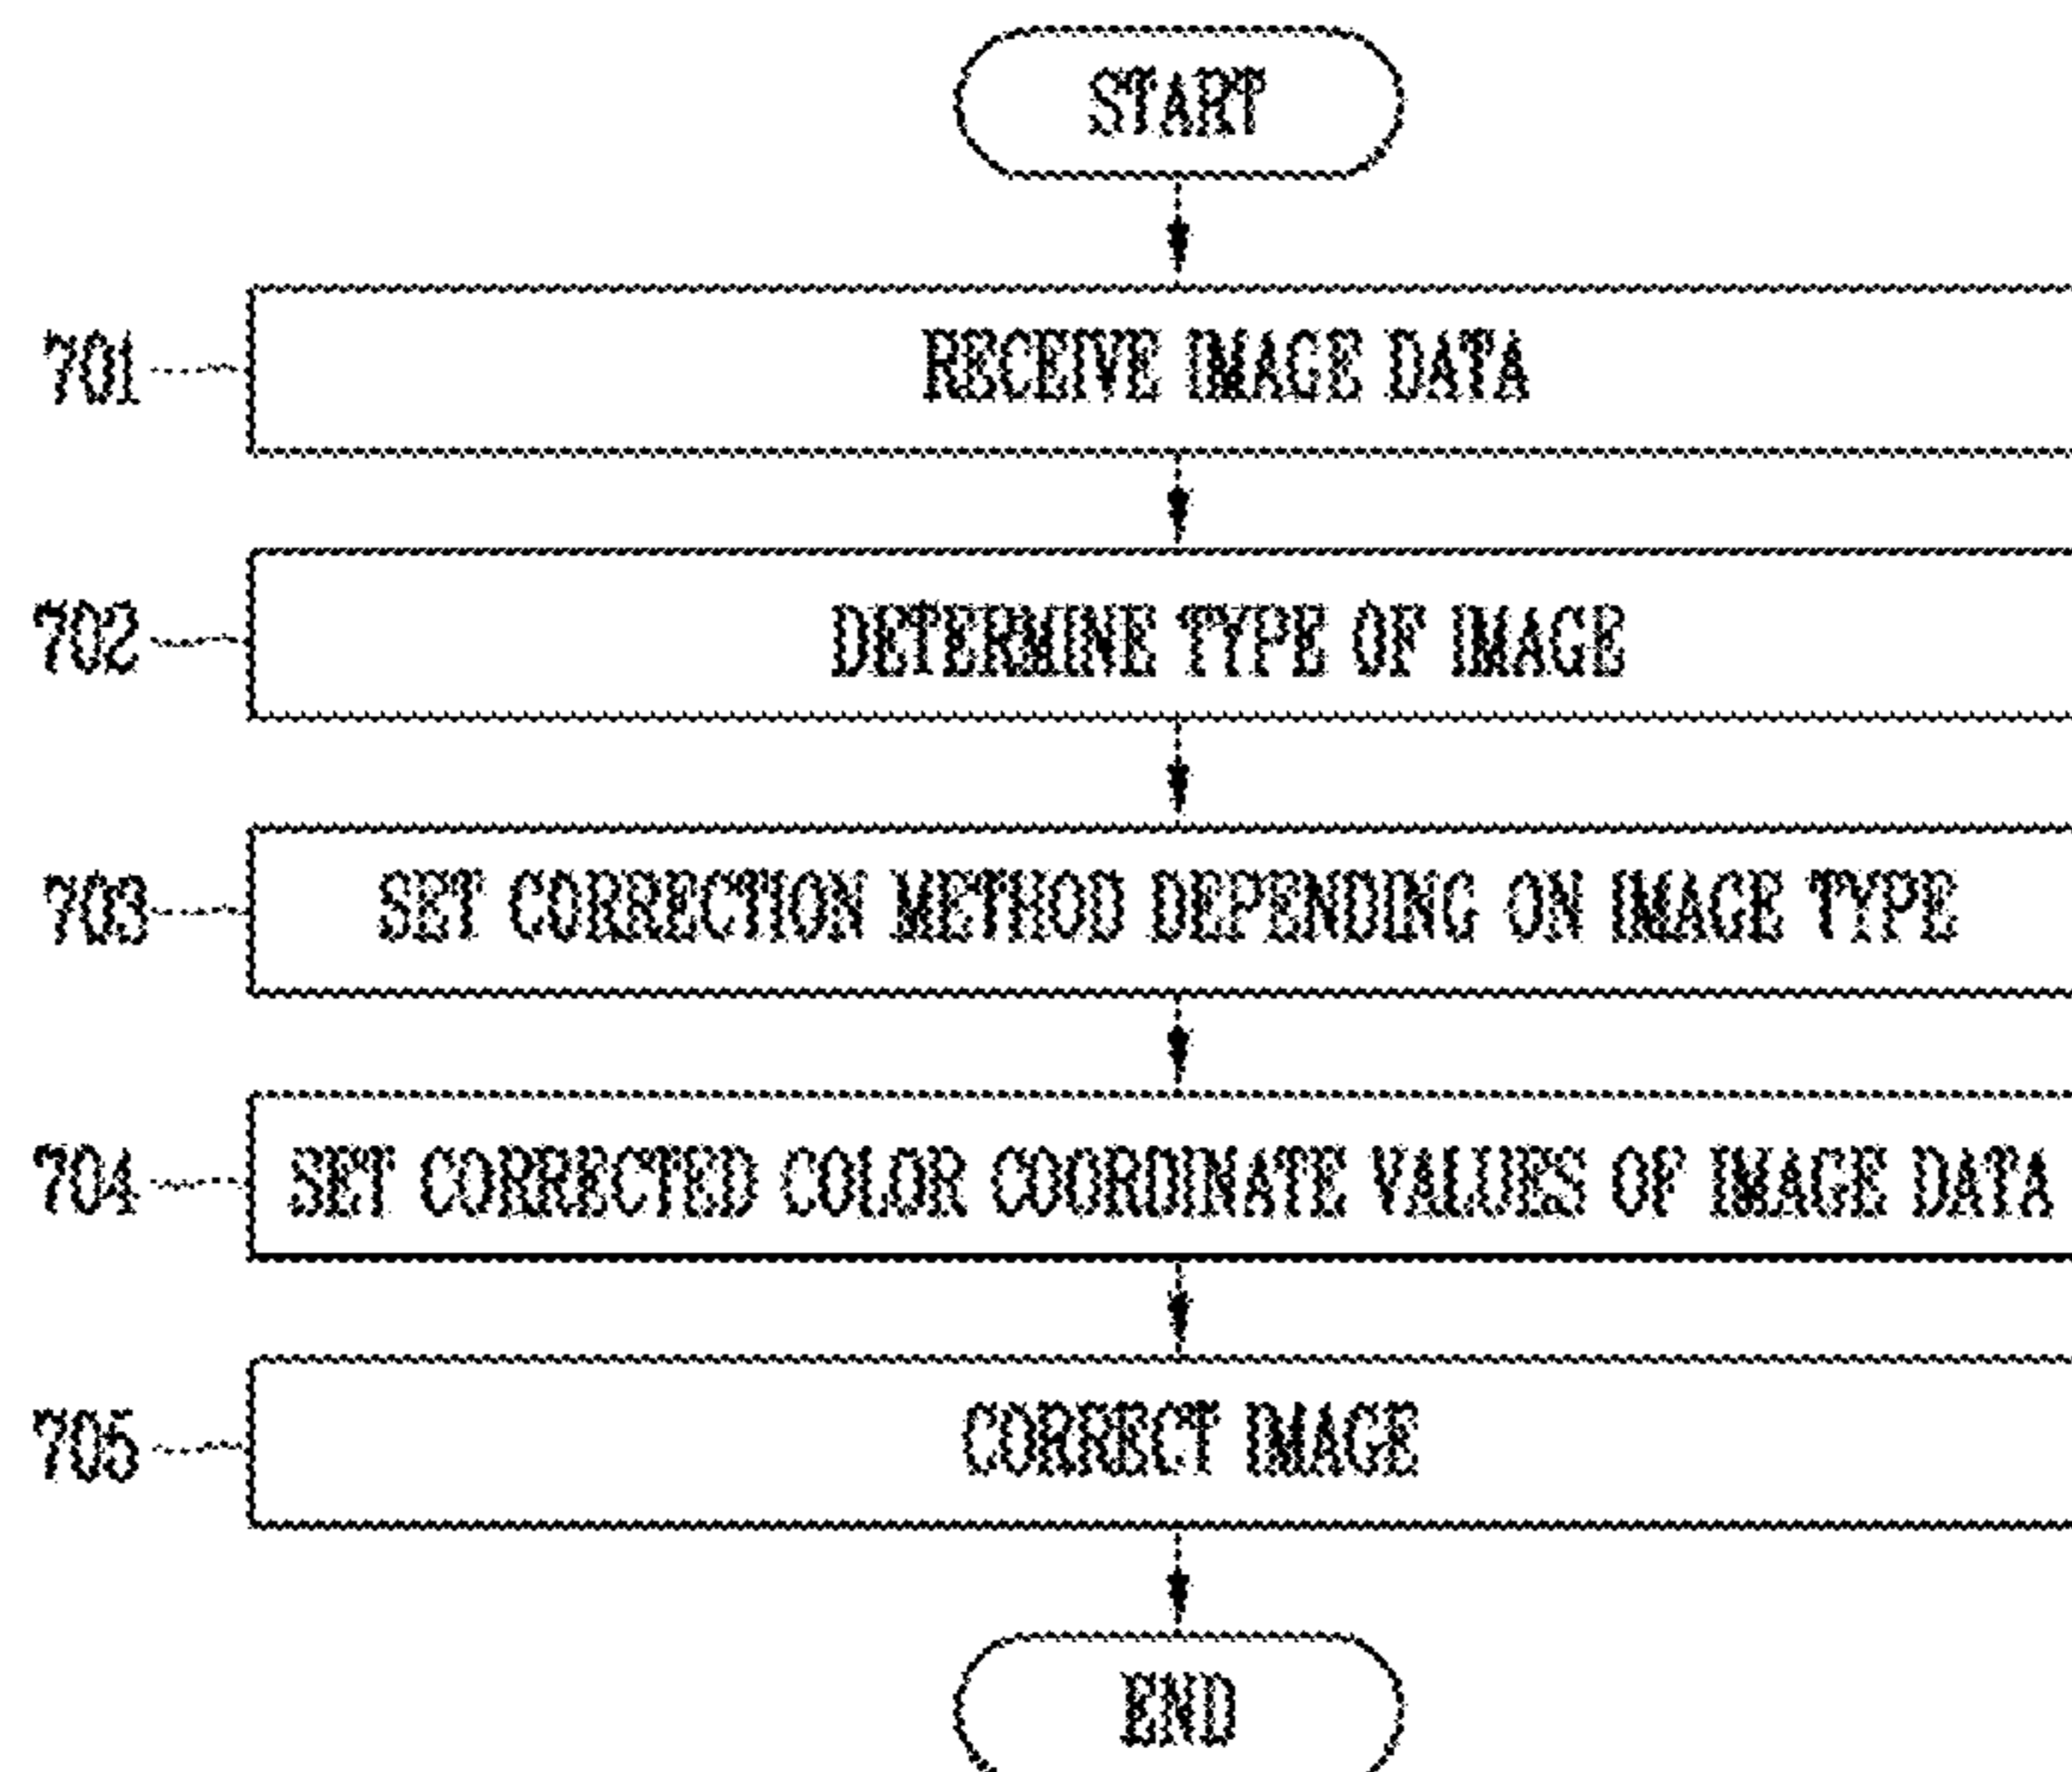 START
701 RECEIVE IMAGE DATA
702 DETERMINE TYPE OF IMAGE
703 SET CORRECTION METHOD DEPENDING ON IMAGE TYPE
704 SET CORRECTED COLOR COORDINATE VALUES OF IMAGE DATA
705 CORRECT IMAGE
END